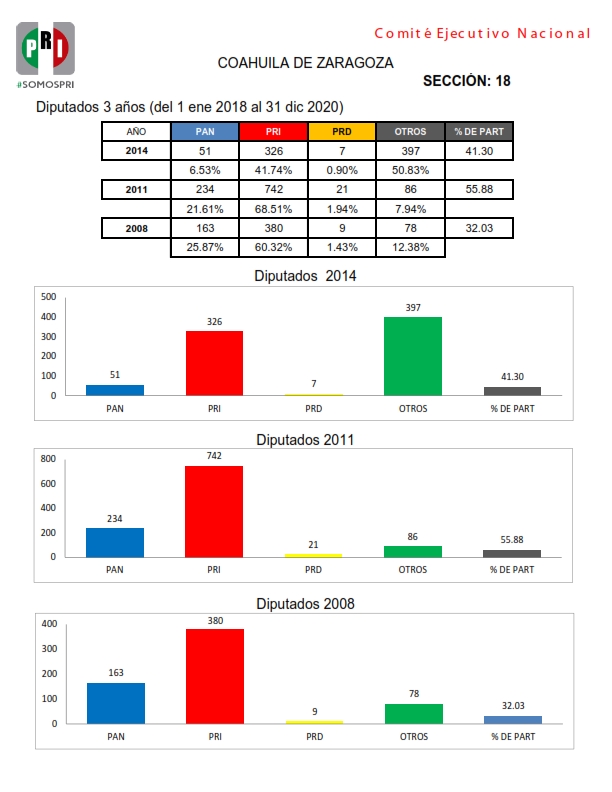 Comité Ejecutivo Nacional
PRI
#SOMOSPRI
COAHUILA DE ZARAGOZA
SECCIÓN: 18
Diputados 3 años (del 1 ene 2018 al 31 dic 2020)
AÑO PAN PRI PRD OTROS % DE PART
2014 51 326 7 397 41.30
6.53% 41.74% 0.90% 50.83%
2011 234 742 21 86 55.88
21.61% 68.51% 1.94% 7.94%
2008 163 380 9 78 32.03
25.87% 60.32% 1.43% 12.38%
Diputados 2014
500
400
300
200
100
0
51 326 7 397 41.30
PAN PRI PRD OTROS % DE PART
Diputados 2011
800
600
400
200
0
234 742 21 86 55.88
PAN PRI PRD OTROS % DE PART
Diputados 2008
400
300
200
100
0
163 380 9 78 32.03
PAN PRI PRD OTROS % DE PART